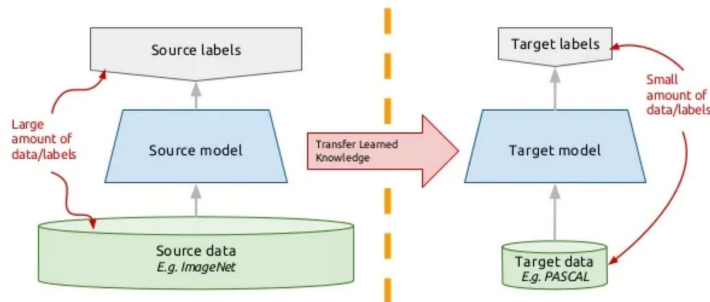 Source labels
Large
amount of
data/labels
Source model
Source data
E.g. ImageNet
Transfer Learned
Knowledge
Target labels
Small
amount of
data/labels
Target model
Target data
E.g. PASCAL